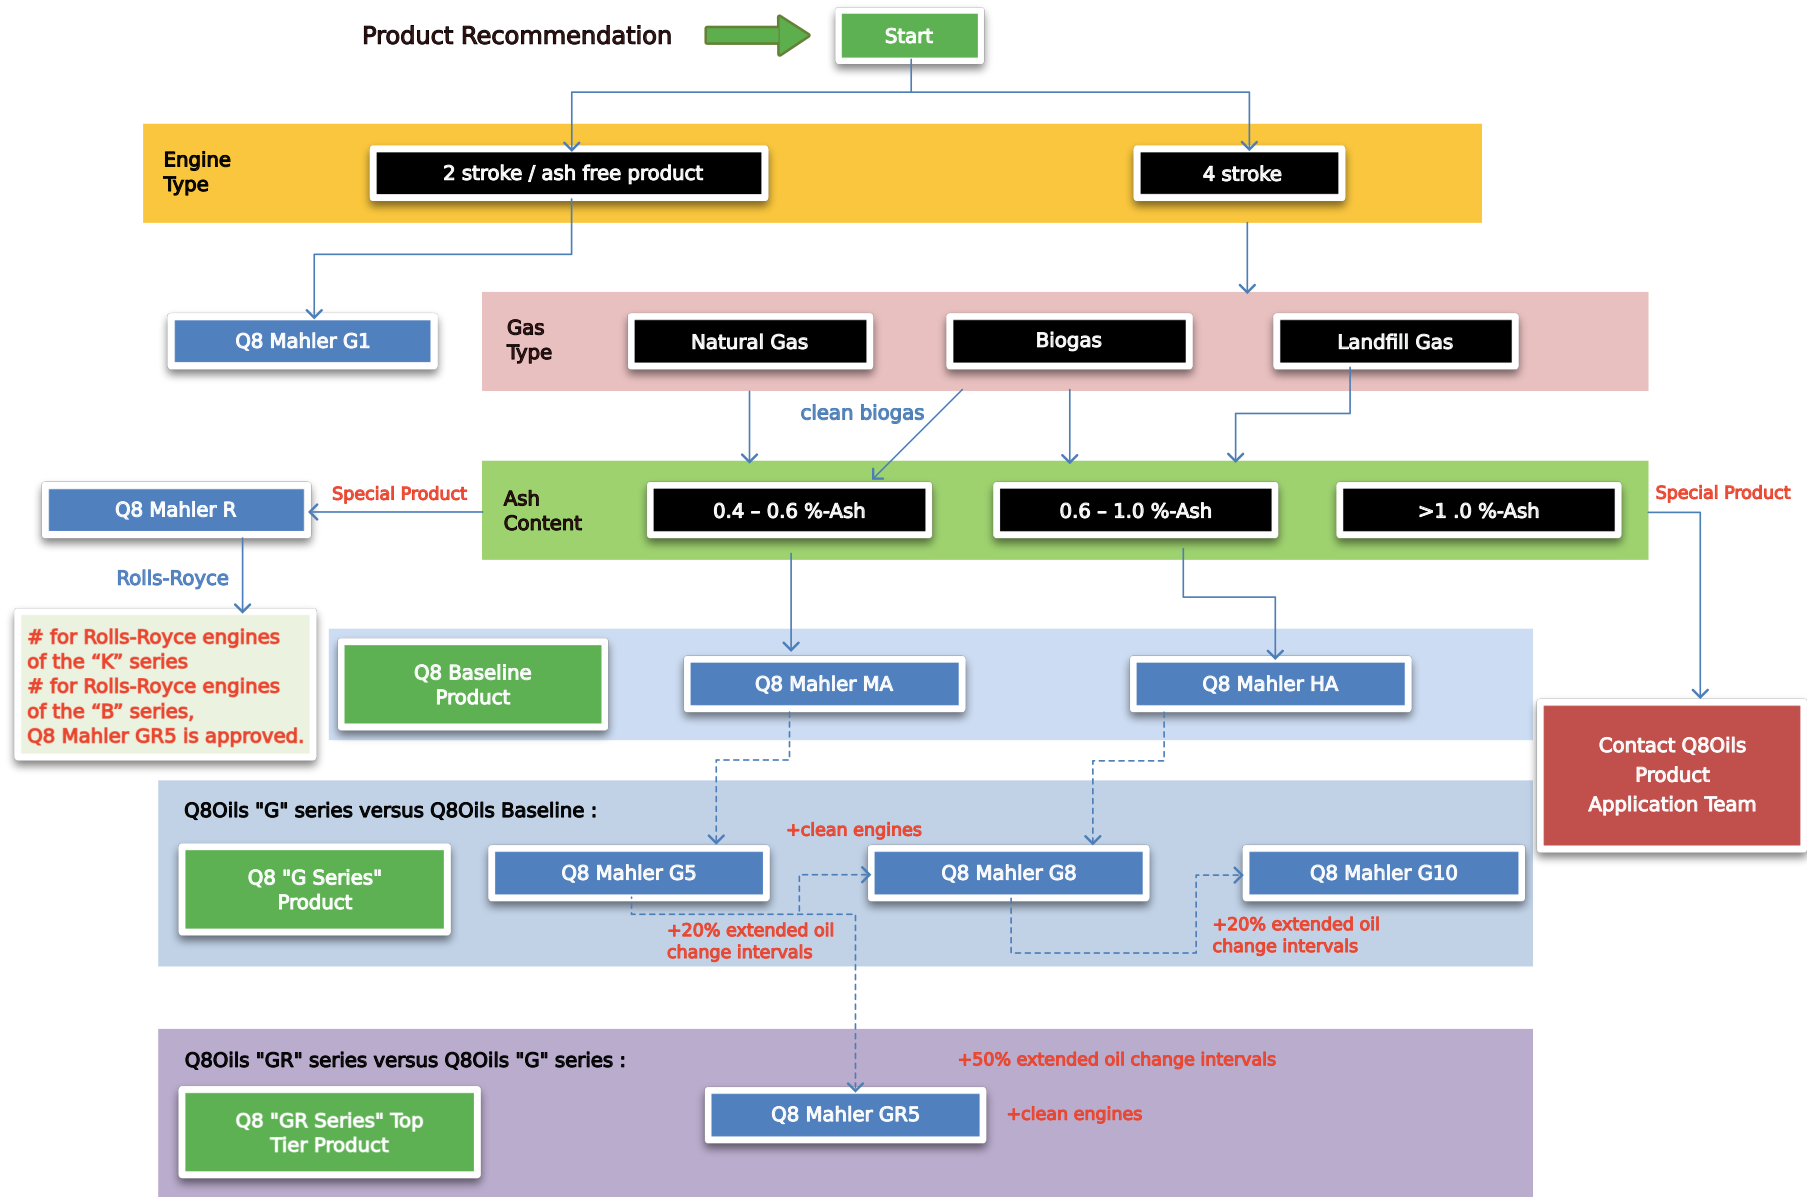 Product Recommendation
Start
Engine
Type
2 stroke / ash free product
4 stroke
Q8 Mahler G1
Gas
Type
Natural Gas
Biogas
Landfill Gas
clean biogas
Q8 Mahler R
Special Product
Ash
Content
0.4 – 0.6 %-Ash
0.6 – 1.0 %-Ash
>1 .0 %-Ash
Special Product
Rolls-Royce
# for Rolls-Royce engines
of the “K” series
# for Rolls-Royce engines
of the “B” series,
Q8 Mahler GR5 is approved.
Q8 Baseline
Product
Q8 Mahler MA
Q8 Mahler HA
Contact Q8Oils
Product
Application Team
Q8Oils "G" series versus Q8Oils Baseline :
+clean engines
Q8 "G Series"
Product
Q8 Mahler G5
Q8 Mahler G8
Q8 Mahler G10
+20% extended oil
change intervals
+20% extended oil
change intervals
Q8Oils "GR" series versus Q8Oils "G" series :
+50% extended oil change intervals
Q8 "GR Series" Top
Tier Product
Q8 Mahler GR5
+clean engines